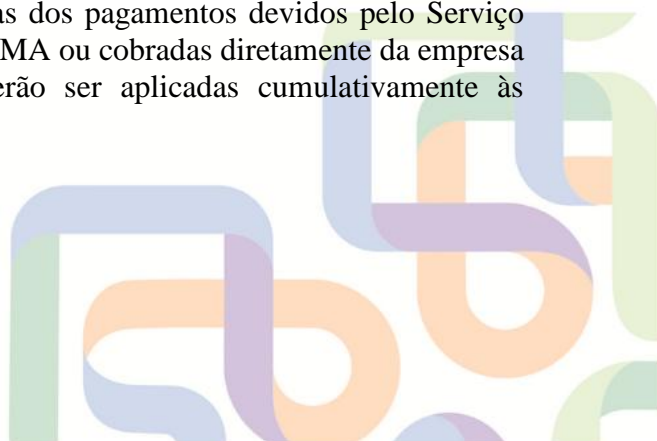 as dos pagamentos devidos pelo Serviço
MA ou cobradas diretamente da empresa
erão ser aplicadas cumulativamente às